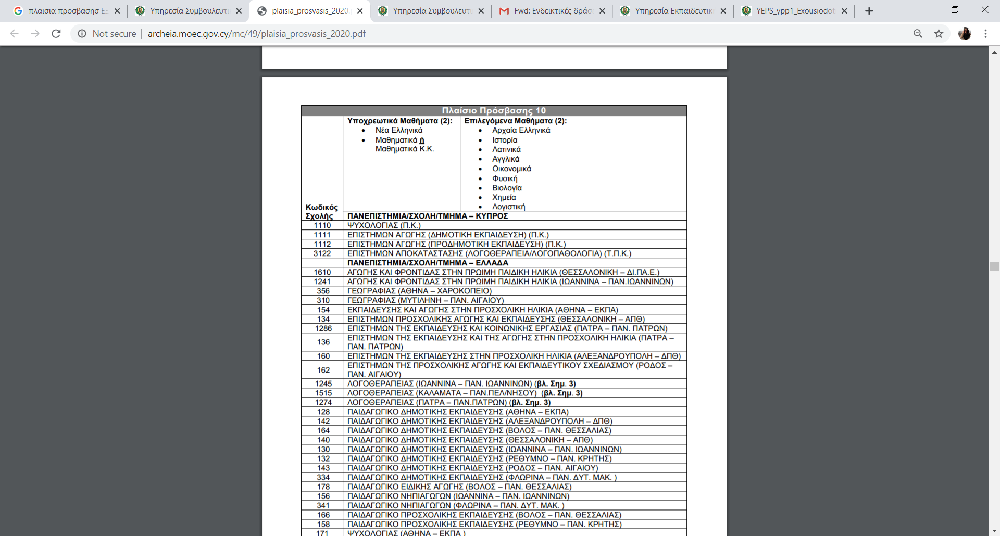 πλαισια προσβασησ ΕΞ
Υπηρεσία Συμβουλευτι
plaisia_prosvasis_2020.p
Υπηρεσία Συμβουλευτι
Fwd: Ενδεικτικές δράσ
Υπηρεσία Εκπαιδευτικ
YEPS_ypp1_Exousiodot
Not secure
archeia.moec.gov.cy/mc/49/plaisia_prosvasis_2020.pdf
Πλαίσιο Πρόσβασης 10
Υποχρεωτικά Μαθήματα (2):
• Νέα Ελληνικά
• Μαθηματικά ή
Μαθηματικά Κ.Κ.
Επιλεγόμενα Μαθήματα (2):
• Αρχαία Ελληνικά
• Ιστορία
• Λατινικά
• Αγγλικά
• Οικονομικά
• Φυσική
• Βιολογία
• Χημεία
• Λογιστική
Κωδικός
Σχολής
ΠΑΝΕΠΙΣΤΗΜΙΑ/ΣΧΟΛΗ/ΤΜΗΜΑ – ΚΥΠΡΟΣ
1110 ΨΥΧΟΛΟΓΙΑΣ (Π.Κ.)
1111 ΕΠΙΣΤΗΜΩΝ ΑΓΩΓΗΣ (ΔΗΜΟΤΙΚΗ ΕΚΠΑΙΔΕΥΣΗ) (Π.Κ.)
1112 ΕΠΙΣΤΗΜΩΝ ΑΓΩΓΗΣ (ΠΡΟΔΗΜΟΤΙΚΗ ΕΚΠΑΙΔΕΥΣΗ) (Π.Κ.)
3122 ΕΠΙΣΤΗΜΩΝ ΑΠΟΚΑΤΑΣΤΑΣΗΣ (ΛΟΓΟΘΕΡΑΠΕΙΑ/ΛΟΓΟΠΑΘΟΛΟΓΙΑ) (Τ.Π.Κ.)
ΠΑΝΕΠΙΣΤΗΜΙΑ/ΣΧΟΛΗ/ΤΜΗΜΑ – ΕΛΛΑΔΑ
1610 ΑΓΩΓΗΣ ΚΑΙ ΦΡΟΝΤΙΔΑΣ ΣΤΗΝ ΠΡΩΙΜΗ ΠΑΙΔΙΚΗ ΗΛΙΚΙΑ (ΘΕΣΣΑΛΟΝΙΚΗ – ΔΙ.ΠΑ.Ε.)
1241 ΑΓΩΓΗΣ ΚΑΙ ΦΡΟΝΤΙΔΑΣ ΣΤΗΝ ΠΡΩΙΜΗ ΠΑΙΔΙΚΗ ΗΛΙΚΙΑ (ΙΩΑΝΝΙΝΑ – ΠΑΝ.ΙΩΑΝΝΙΝΩΝ)
356 ΓΕΩΓΡΑΦΙΑΣ (ΑΘΗΝΑ – ΧΑΡΟΚΟΠΕΙΟ)
310 ΓΕΩΓΡΑΦΙΑΣ (ΜΥΤΙΛΗΝΗ – ΠΑΝ. ΑΙΓΑΙΟΥ)
154 ΕΚΠΑΙΔΕΥΣΗΣ ΚΑΙ ΑΓΩΓΗΣ ΣΤΗΝ ΠΡΟΣΧΟΛΙΚΗ ΗΛΙΚΙΑ (ΑΘΗΝΑ – ΕΚΠΑ)
134 ΕΠΙΣΤΗΜΩΝ ΠΡΟΣΧΟΛΙΚΗΣ ΑΓΩΓΗΣ ΚΑΙ ΕΚΠΑΙΔΕΥΣΗΣ (ΘΕΣΣΑΛΟΝΙΚΗ – ΑΠΘ)
1286 ΕΠΙΣΤΗΜΩΝ ΤΗΣ ΕΚΠΑΙΔΕΥΣΗΣ ΚΑΙ ΚΟΙΝΩΝΙΚΗΣ ΕΡΓΑΣΙΑΣ (ΠΑΤΡΑ – ΠΑΝ. ΠΑΤΡΩΝ)
136 ΕΠΙΣΤΗΜΩΝ ΤΗΣ ΕΚΠΑΙΔΕΥΣΗΣ ΚΑΙ ΤΗΣ ΑΓΩΓΗΣ ΣΤΗΝ ΠΡΟΣΧΟΛΙΚΗ ΗΛΙΚΙΑ (ΠΑΤΡΑ –
ΠΑΝ. ΠΑΤΡΩΝ)
160 ΕΠΙΣΤΗΜΩΝ ΤΗΣ ΕΚΠΑΙΔΕΥΣΗΣ ΣΤΗΝ ΠΡΟΣΧΟΛΙΚΗ ΗΛΙΚΙΑ (ΑΛΕΞΑΝΔΡΟΥΠΟΛΗ – ΔΠΘ)
162 ΕΠΙΣΤΗΜΩΝ ΤΗΣ ΠΡΟΣΧΟΛΙΚΗΣ ΑΓΩΓΗΣ ΚΑΙ ΕΚΠΑΙΔΕΥΤΙΚΟΥ ΣΧΕΔΙΑΣΜΟΥ (ΡΟΔΟΣ –
ΠΑΝ. ΑΙΓΑΙΟΥ)
1245 ΛΟΓΟΘΕΡΑΠΕΙΑΣ (ΙΩΑΝΝΙΝΑ – ΠΑΝ. ΙΩΑΝΝΙΝΩΝ) (βλ. Σημ. 3)
1515 ΛΟΓΟΘΕΡΑΠΕΙΑΣ (ΚΑΛΑΜΑΤΑ – ΠΑΝ.ΠΕΛ/ΝΗΣΟΥ) (βλ. Σημ. 3)
1274 ΛΟΓΟΘΕΡΑΠΕΙΑΣ (ΠΑΤΡΑ – ΠΑΝ.ΠΑΤΡΩΝ) (βλ. Σημ. 3)
128 ΠΑΙΔΑΓΩΓΙΚΟ ΔΗΜΟΤΙΚΗΣ ΕΚΠΑΙΔΕΥΣΗΣ (ΑΘΗΝΑ – ΕΚΠΑ)
142 ΠΑΙΔΑΓΩΓΙΚΟ ΔΗΜΟΤΙΚΗΣ ΕΚΠΑΙΔΕΥΣΗΣ (ΑΛΕΞΑΝΔΡΟΥΠΟΛΗ – ΔΠΘ)
164 ΠΑΙΔΑΓΩΓΙΚΟ ΔΗΜΟΤΙΚΗΣ ΕΚΠΑΙΔΕΥΣΗΣ (ΒΟΛΟΣ – ΠΑΝ. ΘΕΣΣΑΛΙΑΣ)
140 ΠΑΙΔΑΓΩΓΙΚΟ ΔΗΜΟΤΙΚΗΣ ΕΚΠΑΙΔΕΥΣΗΣ (ΘΕΣΣΑΛΟΝΙΚΗ – ΑΠΘ)
130 ΠΑΙΔΑΓΩΓΙΚΟ ΔΗΜΟΤΙΚΗΣ ΕΚΠΑΙΔΕΥΣΗΣ (ΙΩΑΝΝΙΝΑ – ΠΑΝ. ΙΩΑΝΝΙΝΩΝ)
132 ΠΑΙΔΑΓΩΓΙΚΟ ΔΗΜΟΤΙΚΗΣ ΕΚΠΑΙΔΕΥΣΗΣ (ΡΕΘΥΜΝΟ – ΠΑΝ. ΚΡΗΤΗΣ)
143 ΠΑΙΔΑΓΩΓΙΚΟ ΔΗΜΟΤΙΚΗΣ ΕΚΠΑΙΔΕΥΣΗΣ (ΡΟΔΟΣ – ΠΑΝ. ΑΙΓΑΙΟΥ)
334 ΠΑΙΔΑΓΩΓΙΚΟ ΔΗΜΟΤΙΚΗΣ ΕΚΠΑΙΔΕΥΣΗΣ (ΦΛΩΡΙΝΑ – ΠΑΝ. ΔΥΤ. ΜΑΚ. )
178 ΠΑΙΔΑΓΩΓΙΚΟ ΕΙΔΙΚΗΣ ΑΓΩΓΗΣ (ΒΟΛΟΣ – ΠΑΝ. ΘΕΣΣΑΛΙΑΣ)
156 ΠΑΙΔΑΓΩΓΙΚΟ ΝΗΠΙΑΓΩΓΩΝ (ΙΩΑΝΝΙΝΑ – ΠΑΝ. ΙΩΑΝΝΙΝΩΝ)
341 ΠΑΙΔΑΓΩΓΙΚΟ ΝΗΠΙΑΓΩΓΩΝ (ΦΛΩΡΙΝΑ – ΠΑΝ. ΔΥΤ. ΜΑΚ. )
166 ΠΑΙΔΑΓΩΓΙΚΟ ΠΡΟΣΧΟΛΙΚΗΣ ΕΚΠΑΙΔΕΥΣΗΣ (ΒΟΛΟΣ – ΠΑΝ. ΘΕΣΣΑΛΙΑΣ)
158 ΠΑΙΔΑΓΩΓΙΚΟ ΠΡΟΣΧΟΛΙΚΗΣ ΕΚΠΑΙΔΕΥΣΗΣ (ΡΕΘΥΜΝΟ – ΠΑΝ. ΚΡΗΤΗΣ)
171 ΨΥΧΟΛΟΓΙΑΣ (ΑΘΗΝΑ – ΕΚΠΑ )